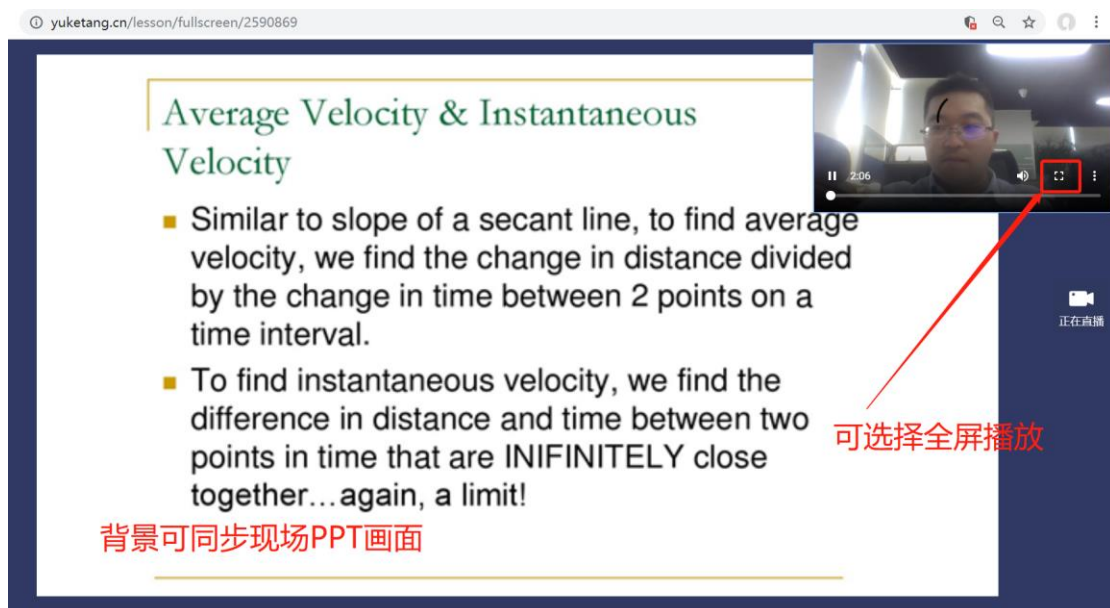 yuketang.cn/lesson/fullscreen/2590869
Average Velocity & Instantaneous
Velocity
2:06
Similar to slope of a secant line, to find average
velocity, we find the change in distance divided
by the change in time between 2 points on a
time interval.
正在直播
To find instantaneous velocity, we find the
difference in distance and time between two
points in time that are INIFINITELY close
together…again, a limit!
可选择全屏播放
背景可同步现场PPT画面